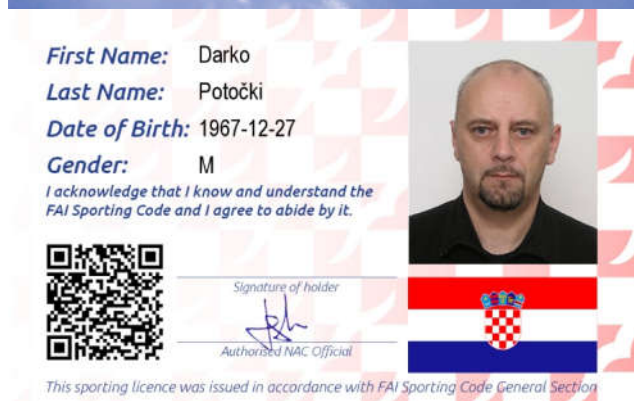 First Name: Darko
Last Name: Potočki
Date of Birth: 1967-12-27
Gender: M
I acknowledge that I know and understand the
FAI Sporting Code and I agree to abide by it.
Signature of holder
Authorised NAC Official
This sporting licence was issued in accordance with FAI Sporting Code General Section